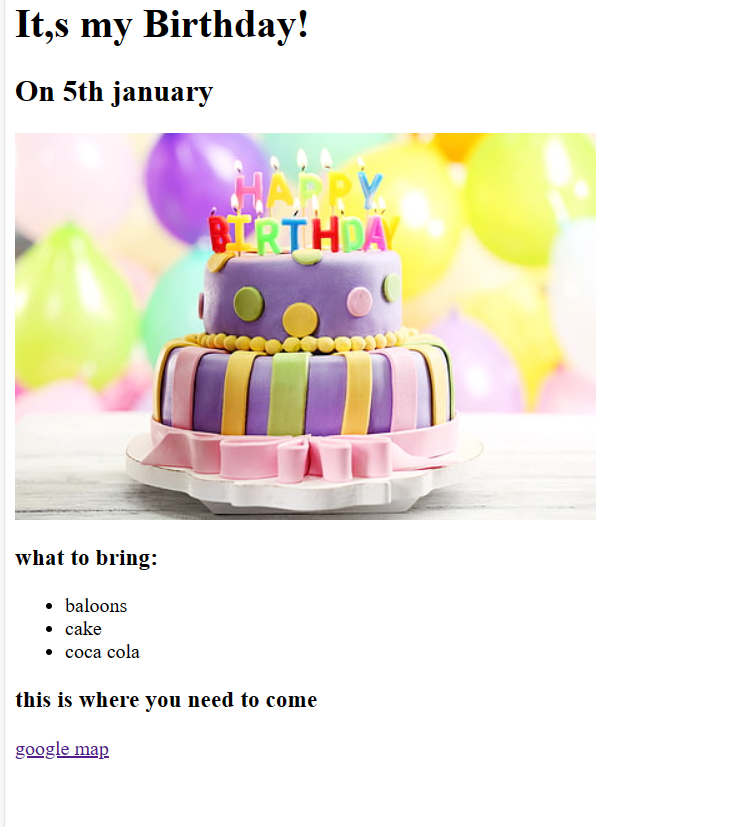 It,s my Birthday!
On 5th january
HAPPY
BIRTHDAY
what to bring:
baloons
cake
coca cola
this is where you need to come
google map